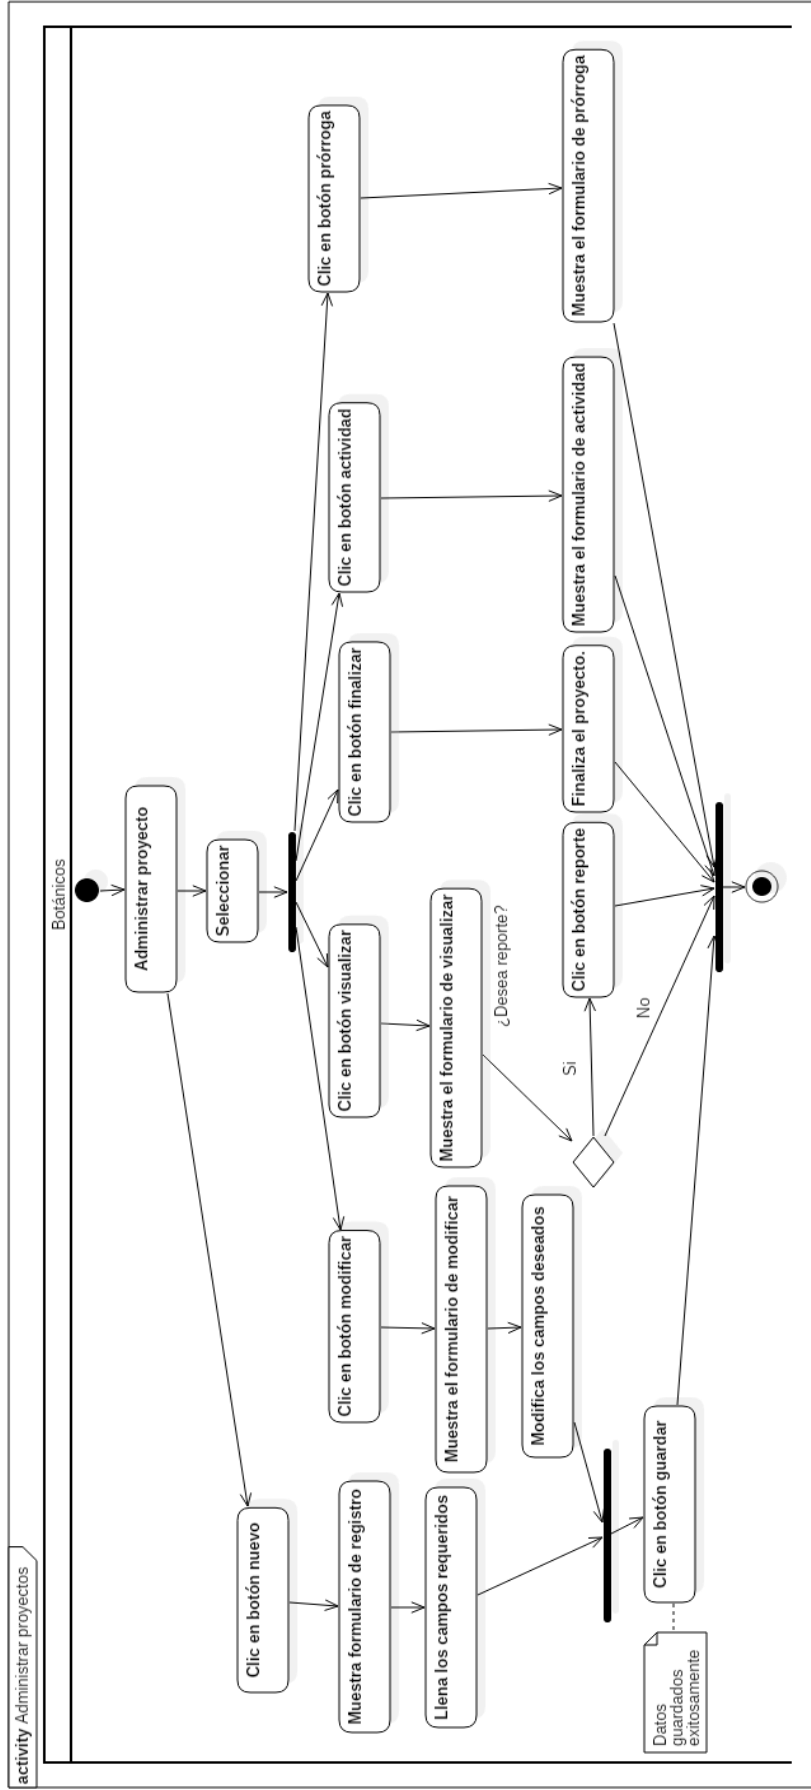 activity Administrar proyectos
Botánicos
Administrar proyecto
Seleccionar
Clic en botón nuevo
Muestra formulario de registro
Llena los campos requeridos
Clic en botón modificar
Muestra el formulario de modificar
Modifica los campos deseados
Clic en botón visualizar
Muestra el formulario de visualizar
¿Desea reporte?
Si
No
Clic en botón reporte
Clic en botón finalizar
Finaliza el proyecto.
Clic en botón actividad
Muestra el formulario de actividad
Clic en botón prórroga
Muestra el formulario de prórroga
Clic en botón guardar
Datos
guardados
exitosamente